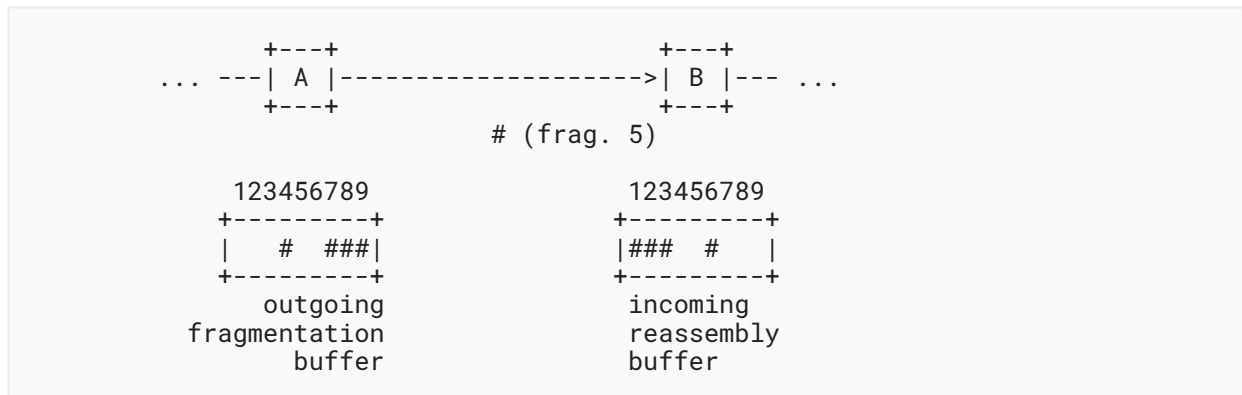 +---+                     +---+
... ---| A |-------------------->| B |--- ...
+---+                     +---+
# (frag. 5)
123456789                 123456789
+---------+               +---------+
|   #  ###|               |###  #   |
+---------+               +---------+
outgoing                incoming
fragmentation                reassembly
buffer                buffer